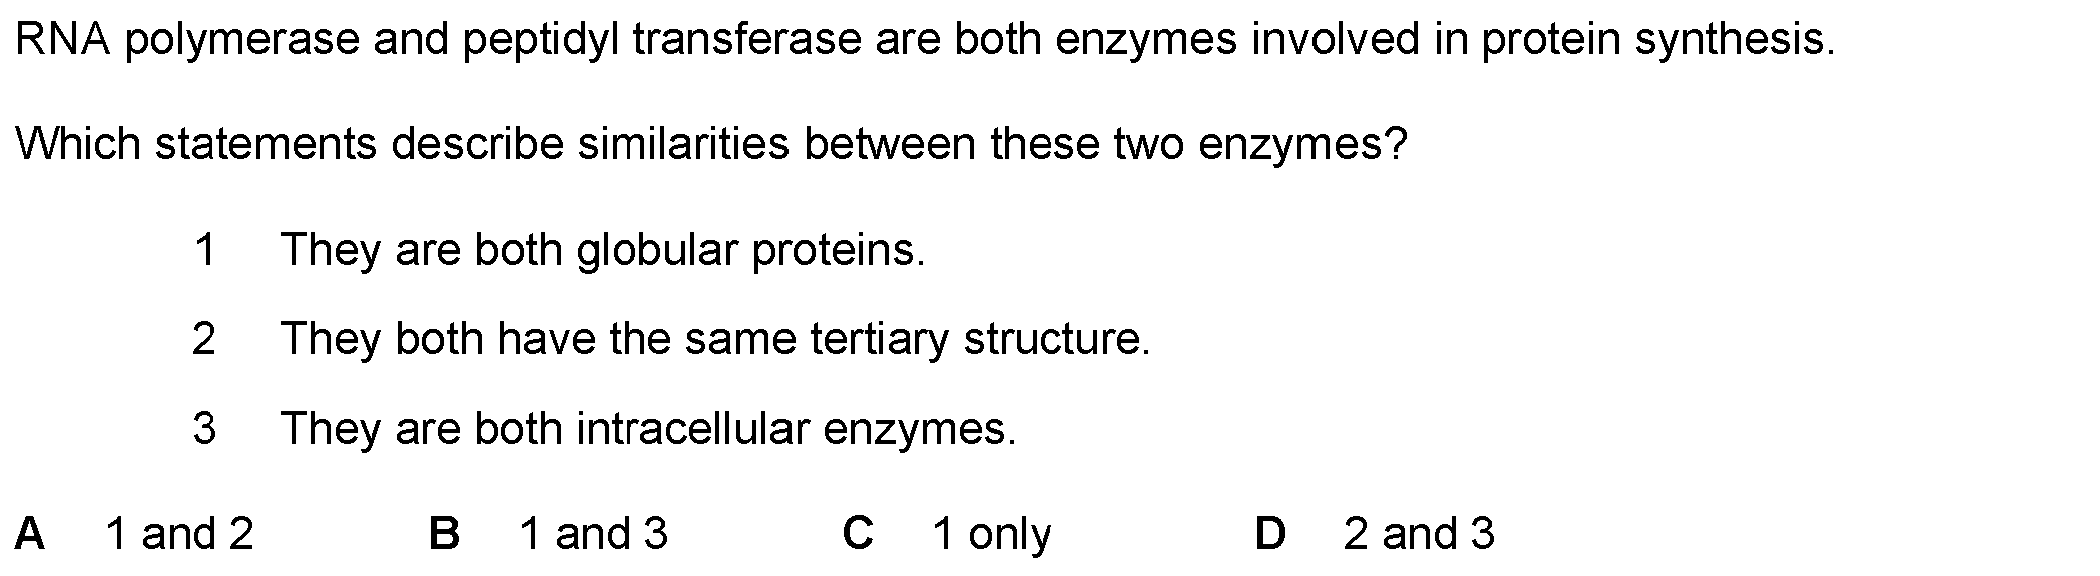 RNA polymerase and peptidyl transferase are both enzymes involved in protein synthesis.
Which statements describe similarities between these two enzymes?
1 They are both globular proteins.
2 They both have the same tertiary structure.
3 They are both intracellular enzymes.
A 1 and 2 B 1 and 3 C 1 only D 2 and 3